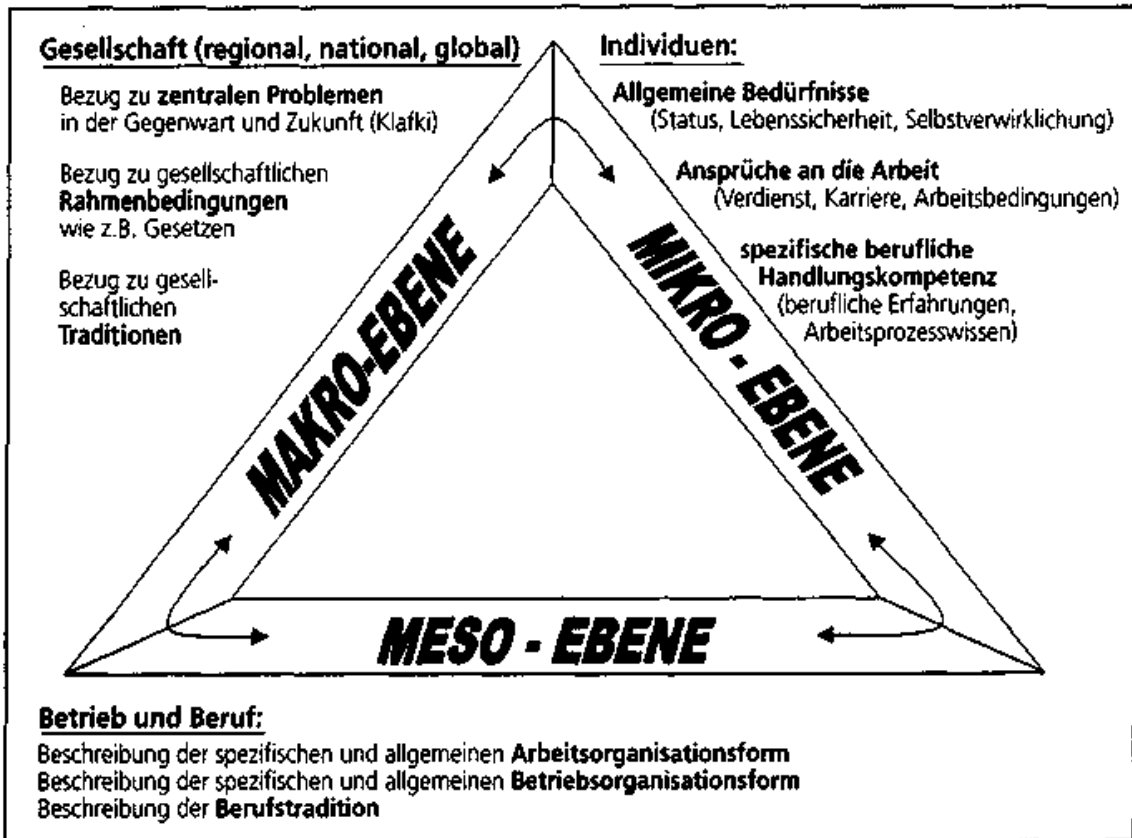 Gesellschaft (regional, national, global)
Bezug zu zentralen Problemen
in der Gegenwart und Zukunft (Klafki)
Bezug zu gesellschaftlichen
Rahmenbedingungen
wie z.B. Gesetzen
Bezug zu gesell-
schaftlichen
Traditionen
Individuen:
Allgemeine Bedürfnisse
(Status, Lebenssicherheit, Selbstverwirklichung)
Ansprüche an die Arbeit
(Verdienst, Karriere, Arbeitsbedingungen)
spezifische berufliche
Handlungskompetenz
(berufliche Erfahrungen,
Arbeitsprozesswissen)
MAKRO-EBENE
MIKRO - EBENE
MESO - EBENE
Betrieb und Beruf:
Beschreibung der spezifischen und allgemeinen Arbeitsorganisationsform
Beschreibung der spezifischen und allgemeinen Betriebsorganisationsform
Beschreibung der Berufstradition